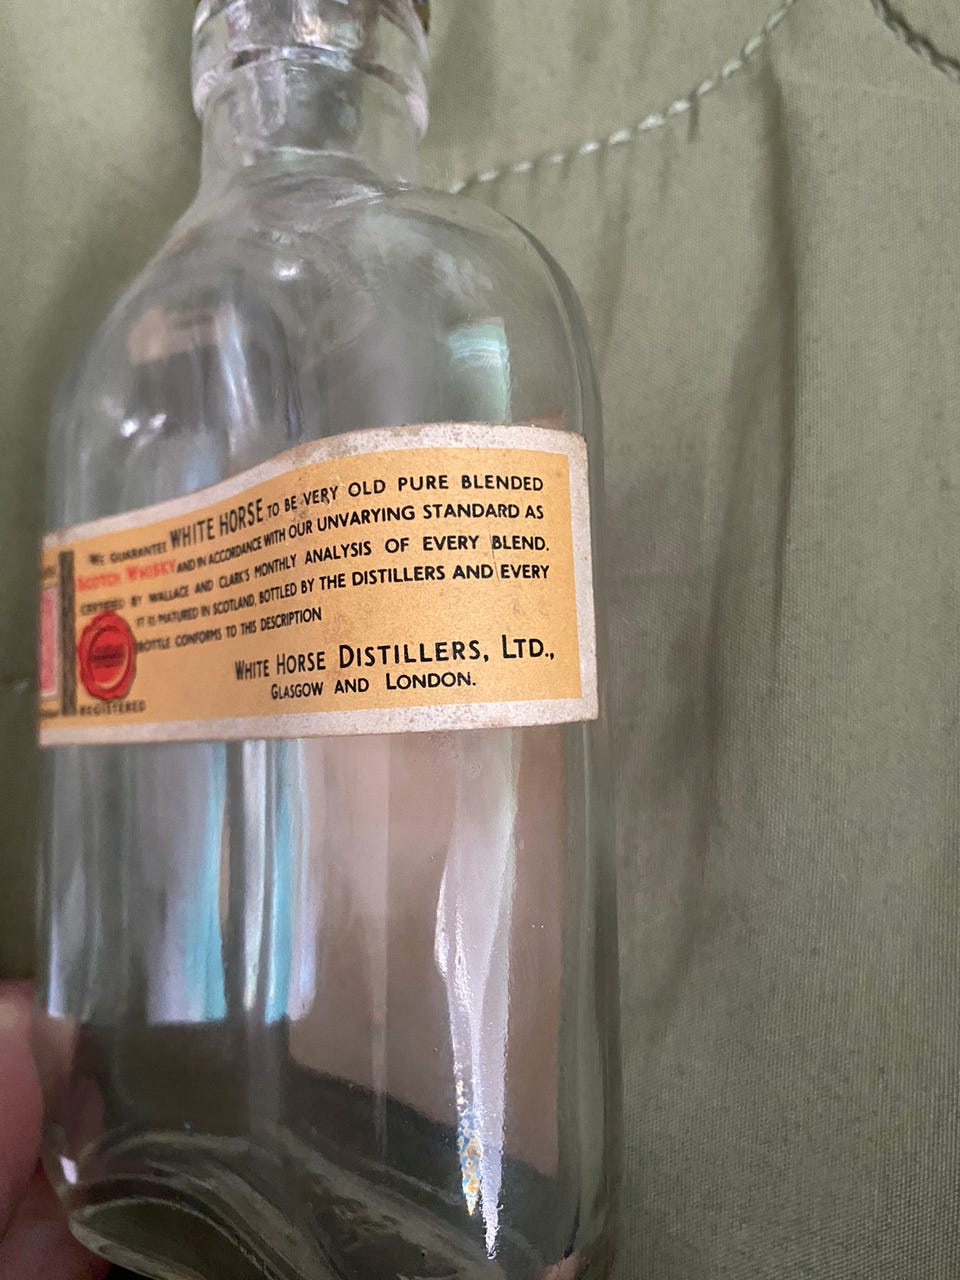 WE GUARANTEE WHITE HORSE TO BE VERY OLD PURE BLENDED
SCOTCH WHISKY AND IN ACCORDANCE WITH OUR UNVARYING STANDARD AS
CERTIFIED BY WALLACE AND CLARK'S MONTHLY ANALYSIS OF EVERY BLEND.
IT IS MATURED IN SCOTLAND, BOTTLED BY THE DISTILLERS AND EVERY
BOTTLE CONFORMS TO THIS DESCRIPTION
WHITE HORSE DISTILLERS, LTD.,
GLASGOW AND LONDON.
REGISTERED